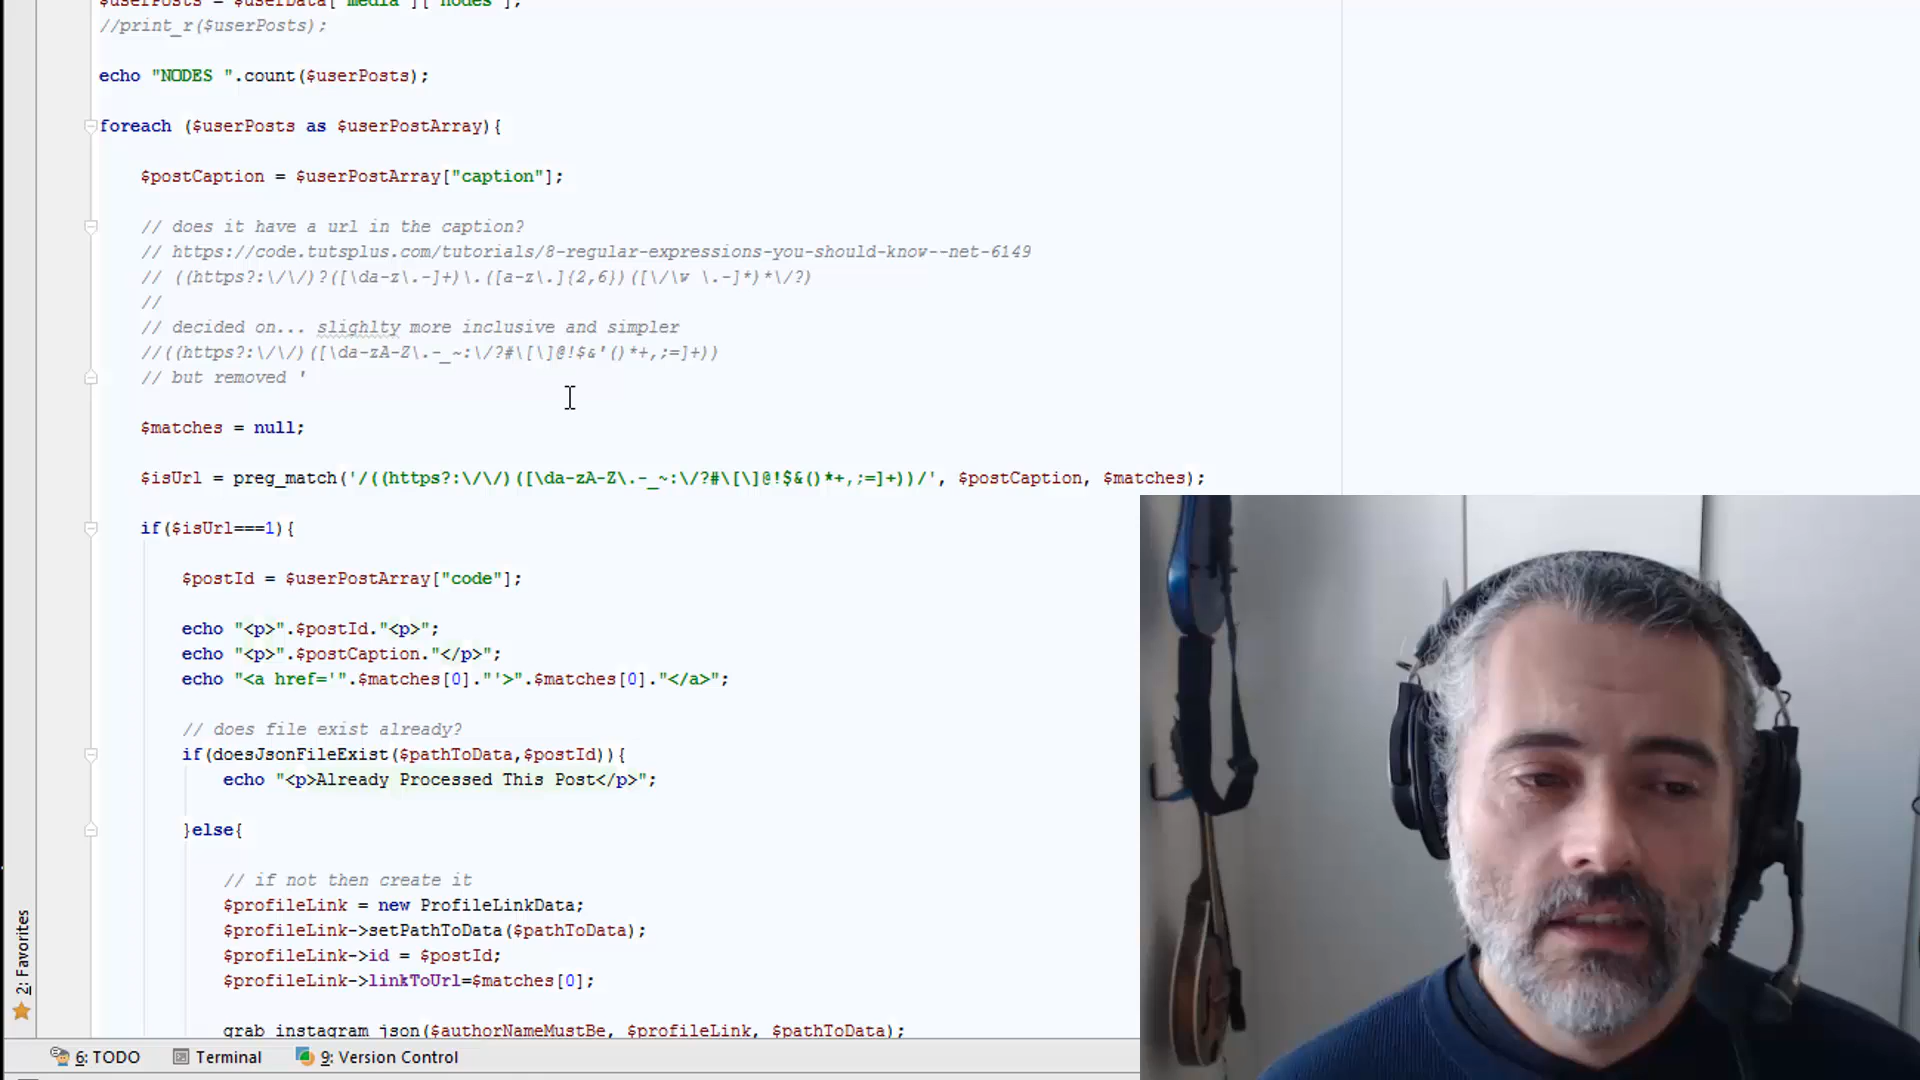 $userPosts = $userData["media"]["nodes"];
//print_r($userPosts);
echo "NODES ".count($userPosts);
foreach ($userPosts as $userPostArray){
$postCaption = $userPostArray["caption"];
// does it have a url in the caption?
// https://code.tutsplus.com/tutorials/8-regular-expressions-you-should-know--net-6149
// ((https?:\/\/)?([\da-z\.-]+)\.([a-z\.]{2,6})([\/\w \.-]*)*\/?)
//
// decided on... slighlty more inclusive and simpler
//((https?:\/\/)([\da-zA-Z\.-_~:\/?#\[\]@!$&'()*+,;=]+))
// but removed '
$matches = null;
$isUrl = preg_match('/((https?:\/\/)([\da-zA-Z\.-_~:\/?#\[\]@!$&()*+,;=]+))/', $postCaption, $matches);
if($isUrl===1){
$postId = $userPostArray["code"];
echo "<p>".$postId."<p>";
echo "<p>".$postCaption."</p>";
echo "<a href='".$matches[0]."'>".$matches[0]."</a>";
// does file exist already?
if(doesJsonFileExist($pathToData,$postId)){
echo "<p>Already Processed This Post</p>";
}else{
// if not then create it
$profileLink = new ProfileLinkData;
$profileLink->setPathToData($pathToData);
$profileLink->id = $postId;
$profileLink->linkToUrl=$matches[0];
grab_instagram_json($authorNameMustBe, $profileLink, $pathToData);
2: Favorites
6: TODO
Terminal
9: Version Control